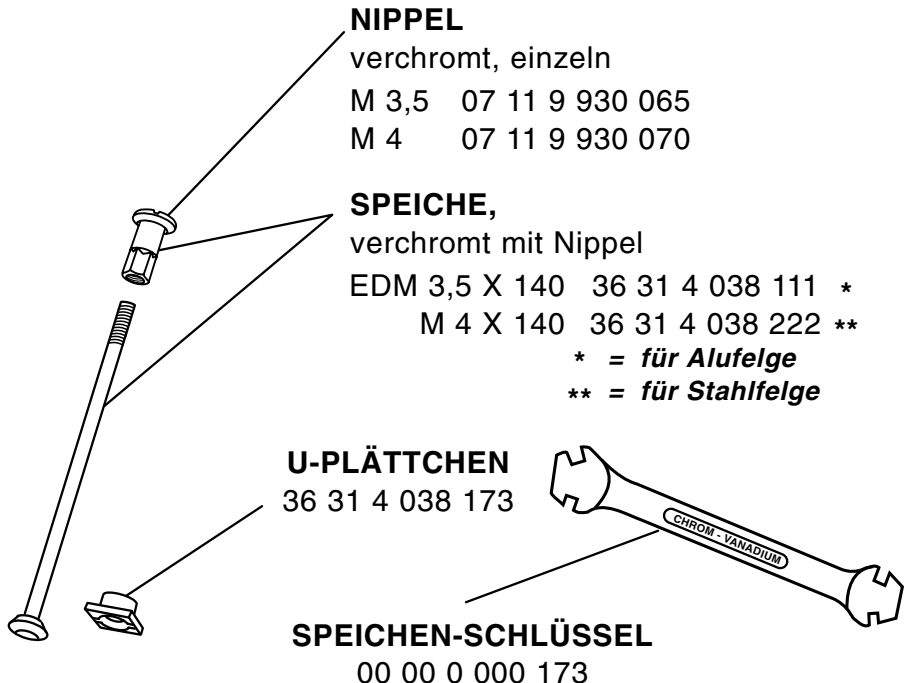 NIPPEL
verchromt, einzeln
M 3,5 07 11 9 930 065
M 4 07 11 9 930 070
SPEICHE,
verchromt mit Nippel
EDM 3,5 X 140 36 31 4 038 111 *
M 4 X 140 36 31 4 038 222 **
* = für Alufelge
** = für Stahlfelge
U-PLÄTTCHEN
36 31 4 038 173
CHROM - VANADIUM
SPEICHEN-SCHLÜSSEL
00 00 0 000 173